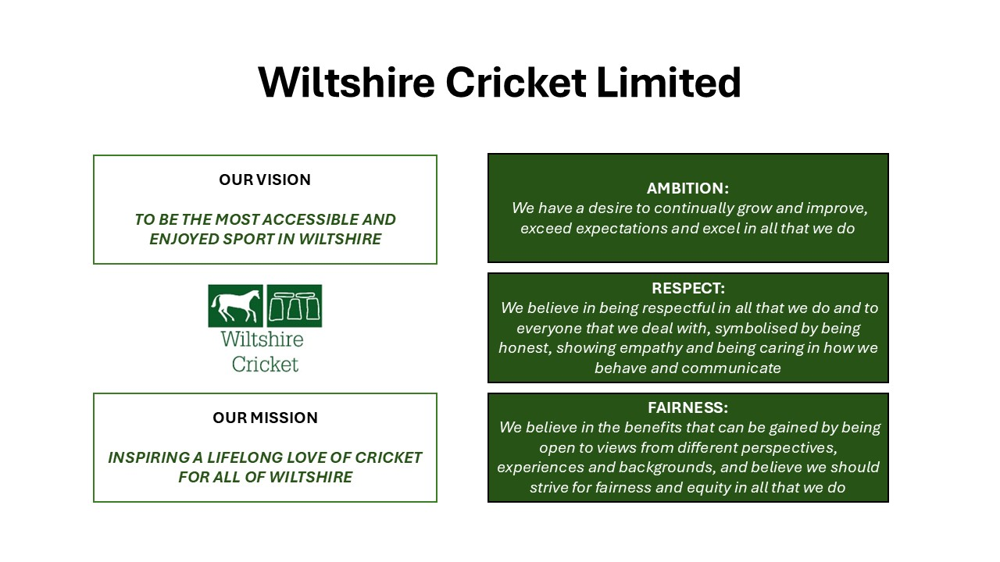 Wiltshire Cricket Limited
OUR VISION
TO BE THE MOST ACCESSIBLE AND
ENJOYED SPORT IN WILTSHIRE
Wiltshire
Cricket
OUR MISSION
INSPIRING A LIFELONG LOVE OF CRICKET
FOR ALL OF WILTSHIRE
AMBITION:
We have a desire to continually grow and improve,
exceed expectations and excel in all that we do
RESPECT:
We believe in being respectful in all that we do and to
everyone that we deal with, symbolised by being
honest, showing empathy and being caring in how we
behave and communicate
FAIRNESS:
We believe in the benefits that can be gained by being
open to views from different perspectives,
experiences and backgrounds, and believe we should
strive for fairness and equity in all that we do